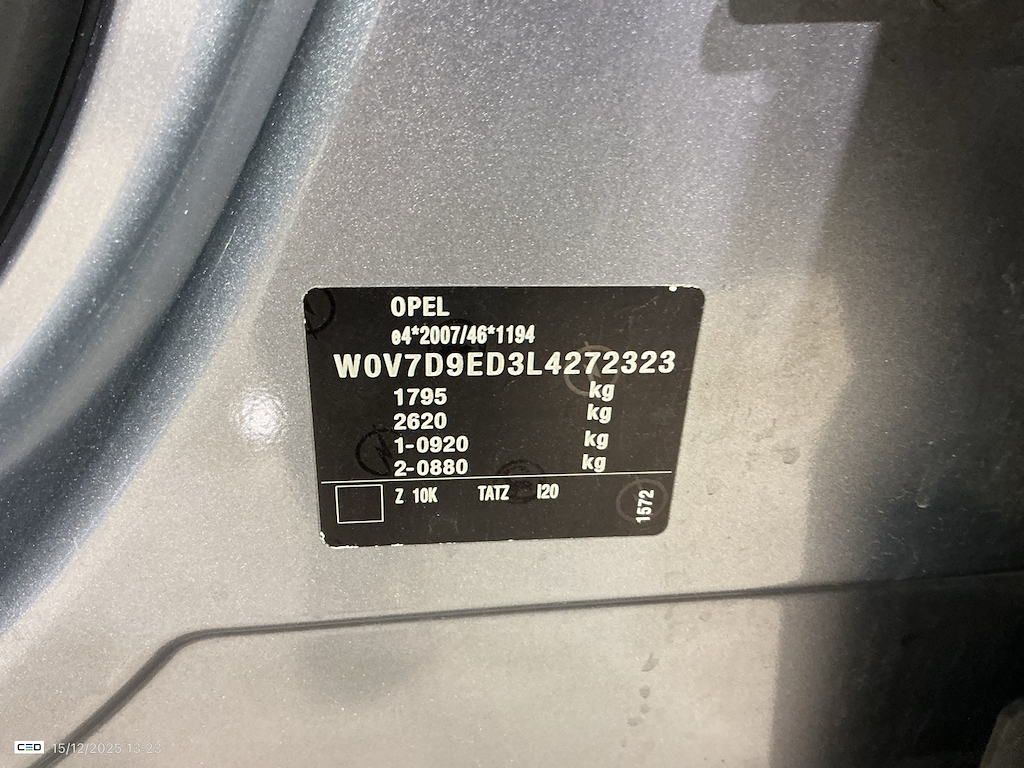 OPEL
e4*2007/46*1194
W0V7D9ED3L4272323
1795 kg
2620 kg
1-0920 kg
2-0880 kg
Z 10K TATZ I20
1572
CEO 15/12/2025 13:23